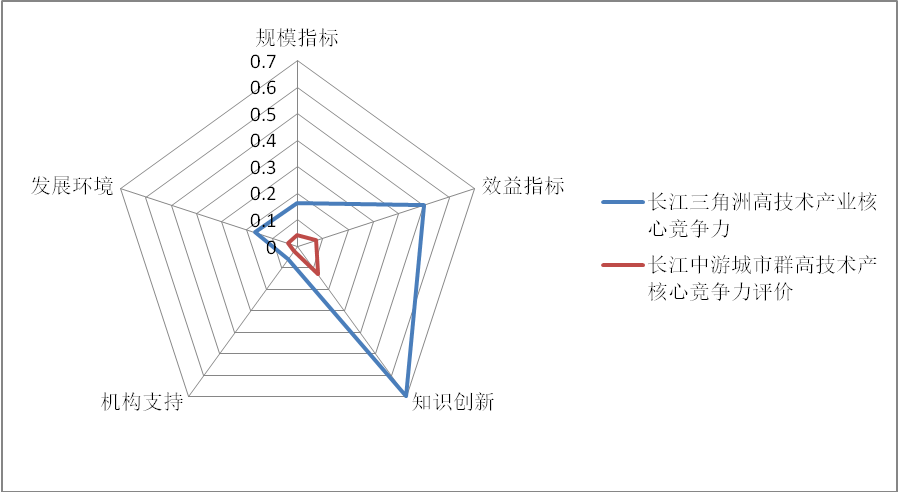 规模指标
0.7
0.6
0.5
0.4
0.3
0.2
0.1
0
发展环境
效益指标
机构支持
知识创新
长江三角洲高技术产业核
心竞争力
长江中游城市群高技术产
核心竞争力评价